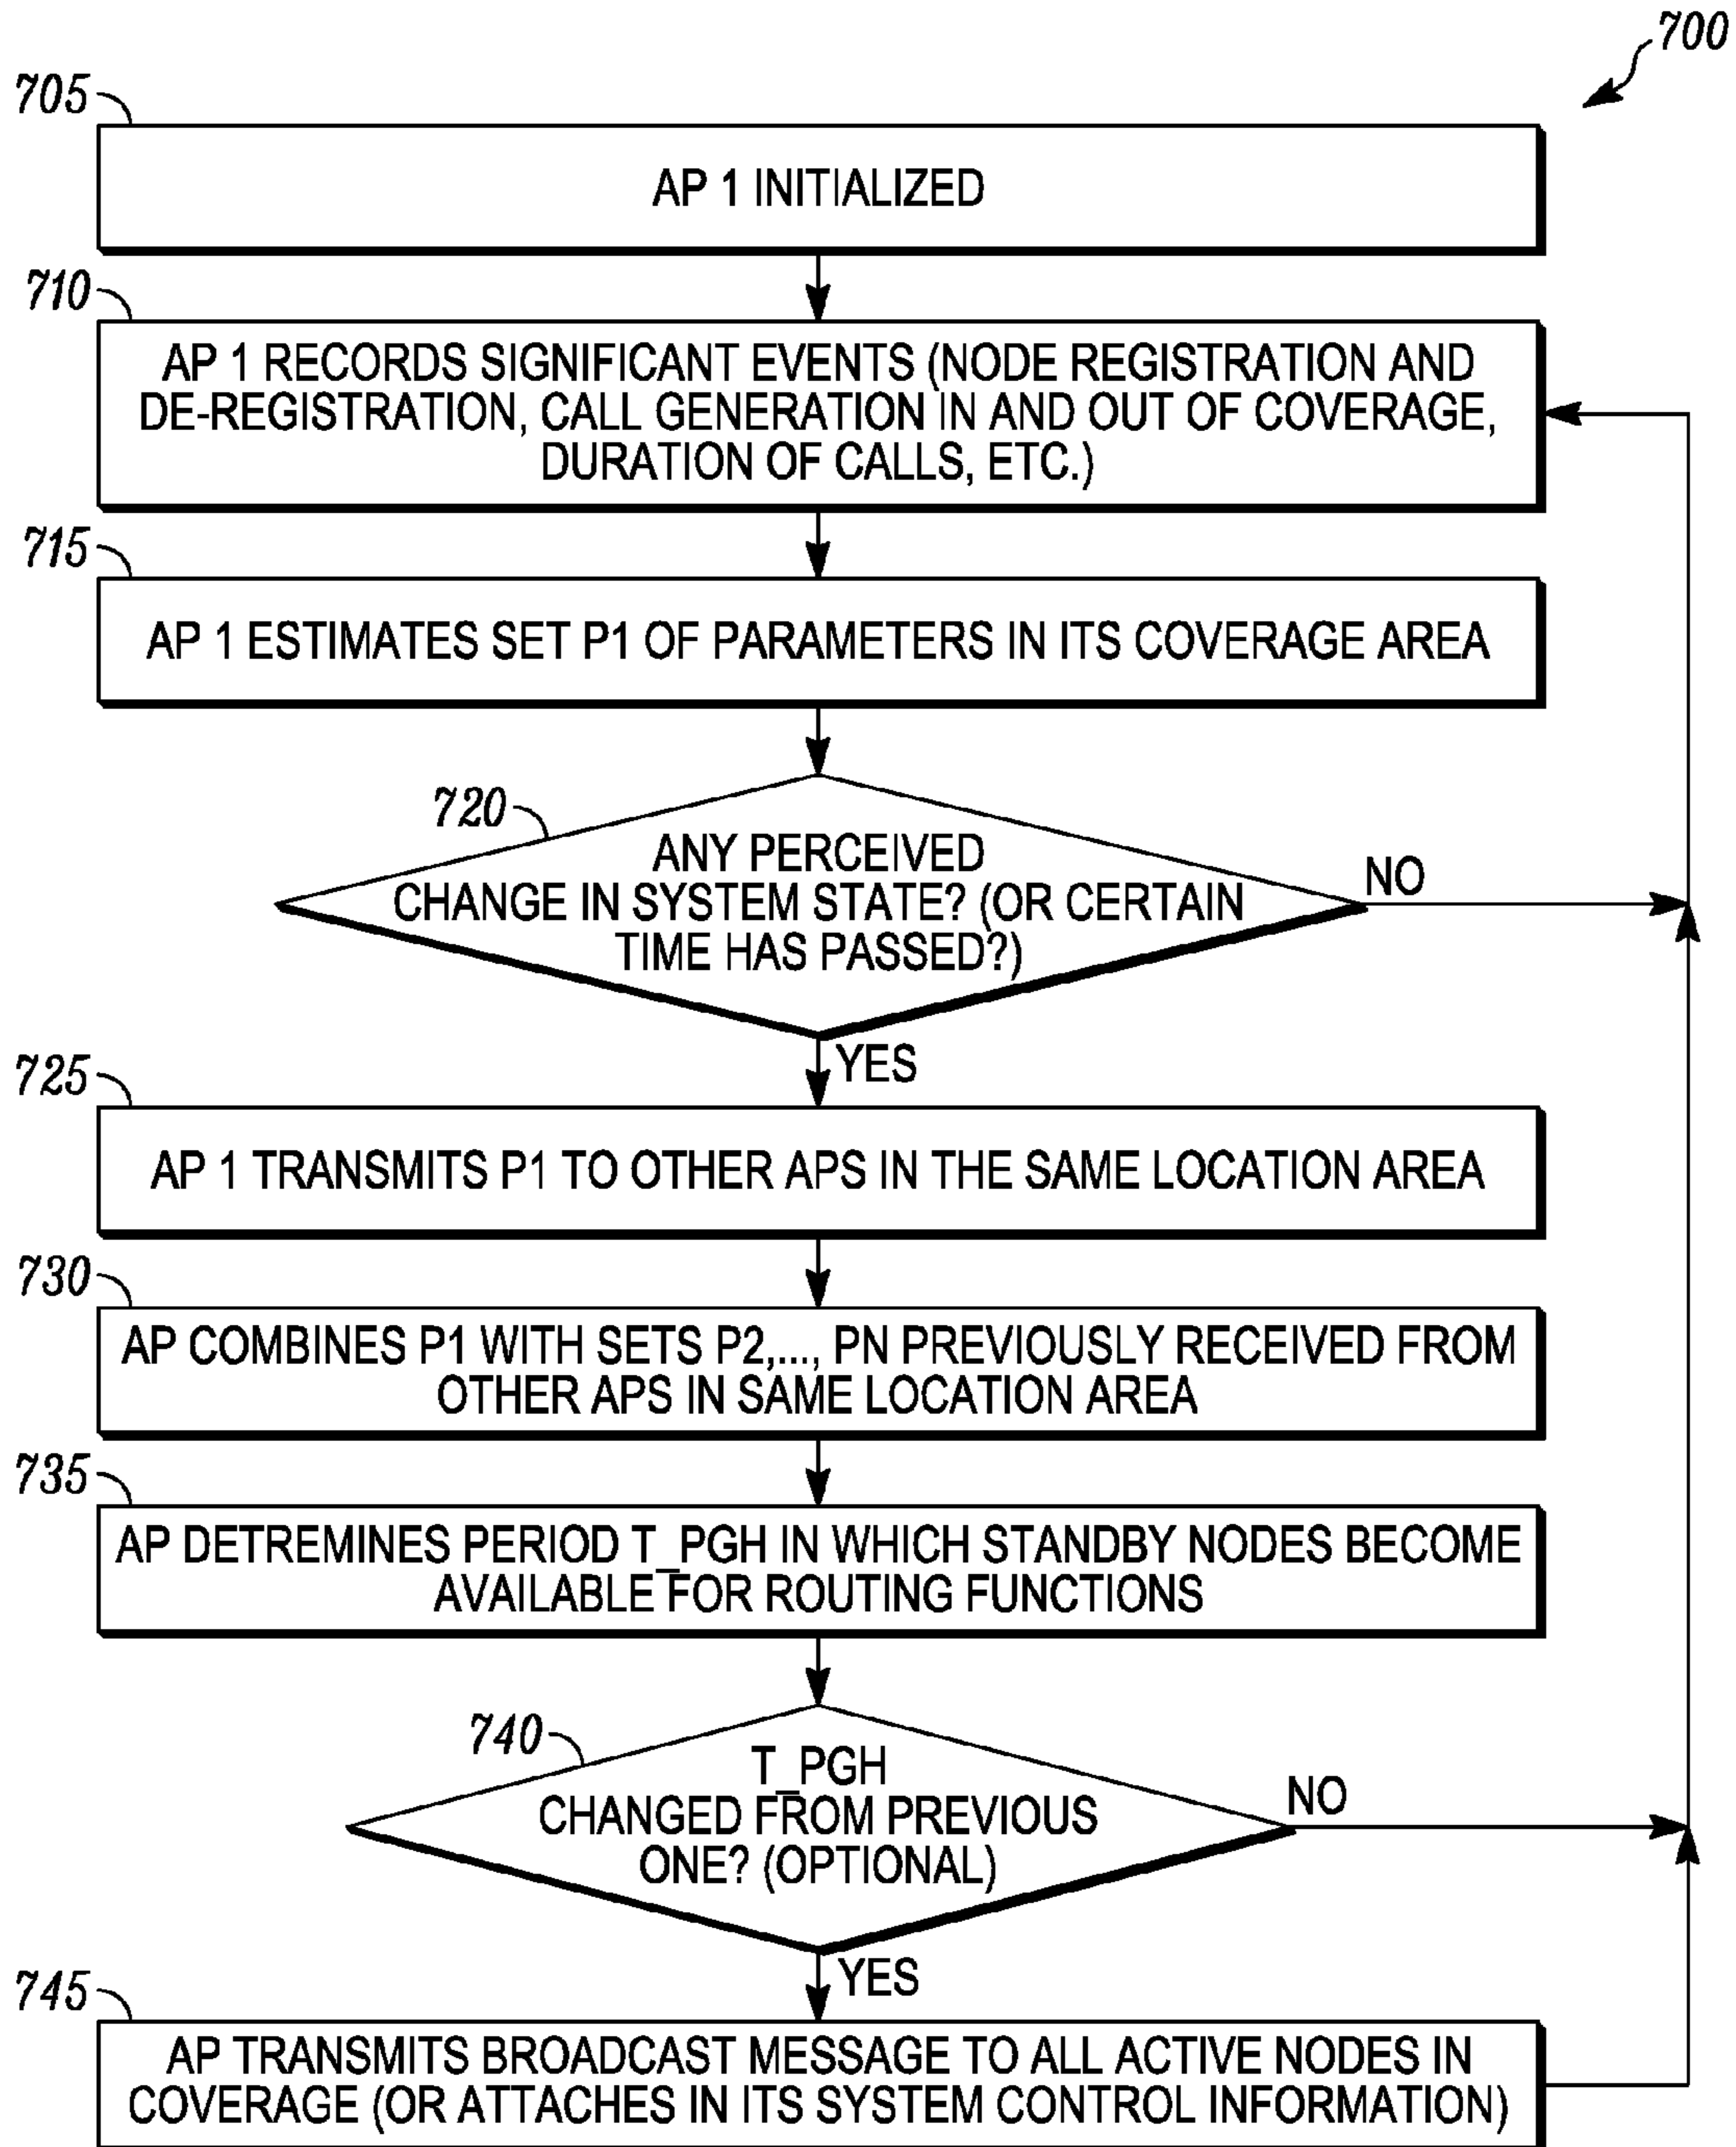 700
705
AP 1 INITIALIZED
710
AP 1 RECORDS SIGNIFICANT EVENTS (NODE REGISTRATION AND
DE-REGISTRATION, CALL GENERATION IN AND OUT OF COVERAGE,
DURATION OF CALLS, ETC.)
715
AP 1 ESTIMATES SET P1 OF PARAMETERS IN ITS COVERAGE AREA
720
ANY PERCEIVED
CHANGE IN SYSTEM STATE? (OR CERTAIN
TIME HAS PASSED?)
NO
YES
725
AP 1 TRANSMITS P1 TO OTHER APS IN THE SAME LOCATION AREA
730
AP COMBINES P1 WITH SETS P2,..., PN PREVIOUSLY RECEIVED FROM
OTHER APS IN SAME LOCATION AREA
735
AP DETREMINES PERIOD T_PGH IN WHICH STANDBY NODES BECOME
AVAILABLE FOR ROUTING FUNCTIONS
740
T_PGH
CHANGED FROM PREVIOUS
ONE? (OPTIONAL)
NO
YES
745
AP TRANSMITS BROADCAST MESSAGE TO ALL ACTIVE NODES IN
COVERAGE (OR ATTACHES IN ITS SYSTEM CONTROL INFORMATION)